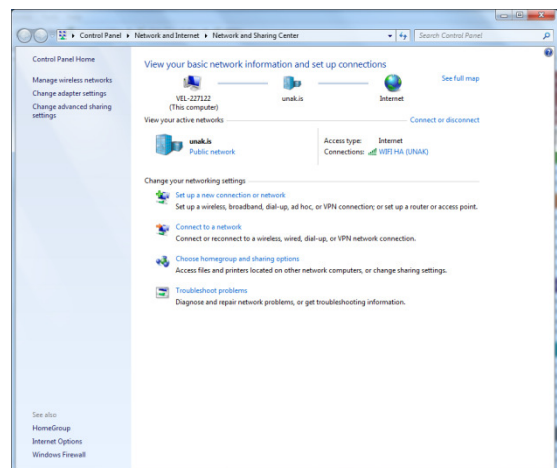 Control Panel ▸ Network and Internet ▸ Network and Sharing Center
Search Control Panel
Control Panel Home
Manage wireless networks
Change adapter settings
Change advanced sharing
settings
See also
HomeGroup
Internet Options
Windows Firewall
View your basic network information and set up connections
See full map
VEL-227122
(This computer)
unak.is
Internet
View your active networks
Connect or disconnect
unak.is
Public network
Access type: Internet
Connections: WIFI HA (UNAK)
Change your networking settings
Set up a new connection or network
Set up a wireless, broadband, dial-up, ad hoc, or VPN connection; or set up a router or access point.
Connect to a network
Connect or reconnect to a wireless, wired, dial-up, or VPN network connection.
Choose homegroup and sharing options
Access files and printers located on other network computers, or change sharing settings.
Troubleshoot problems
Diagnose and repair network problems, or get troubleshooting information.